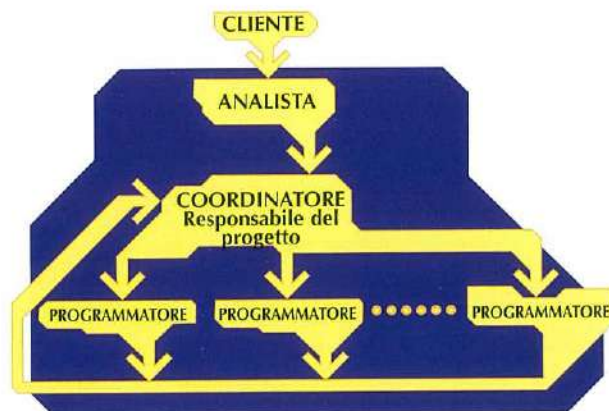 CLIENTE
ANALISTA
COORDINATORE
Responsabile del
progetto
PROGRAMMATORE
PROGRAMMATORE
PROGRAMMATORE